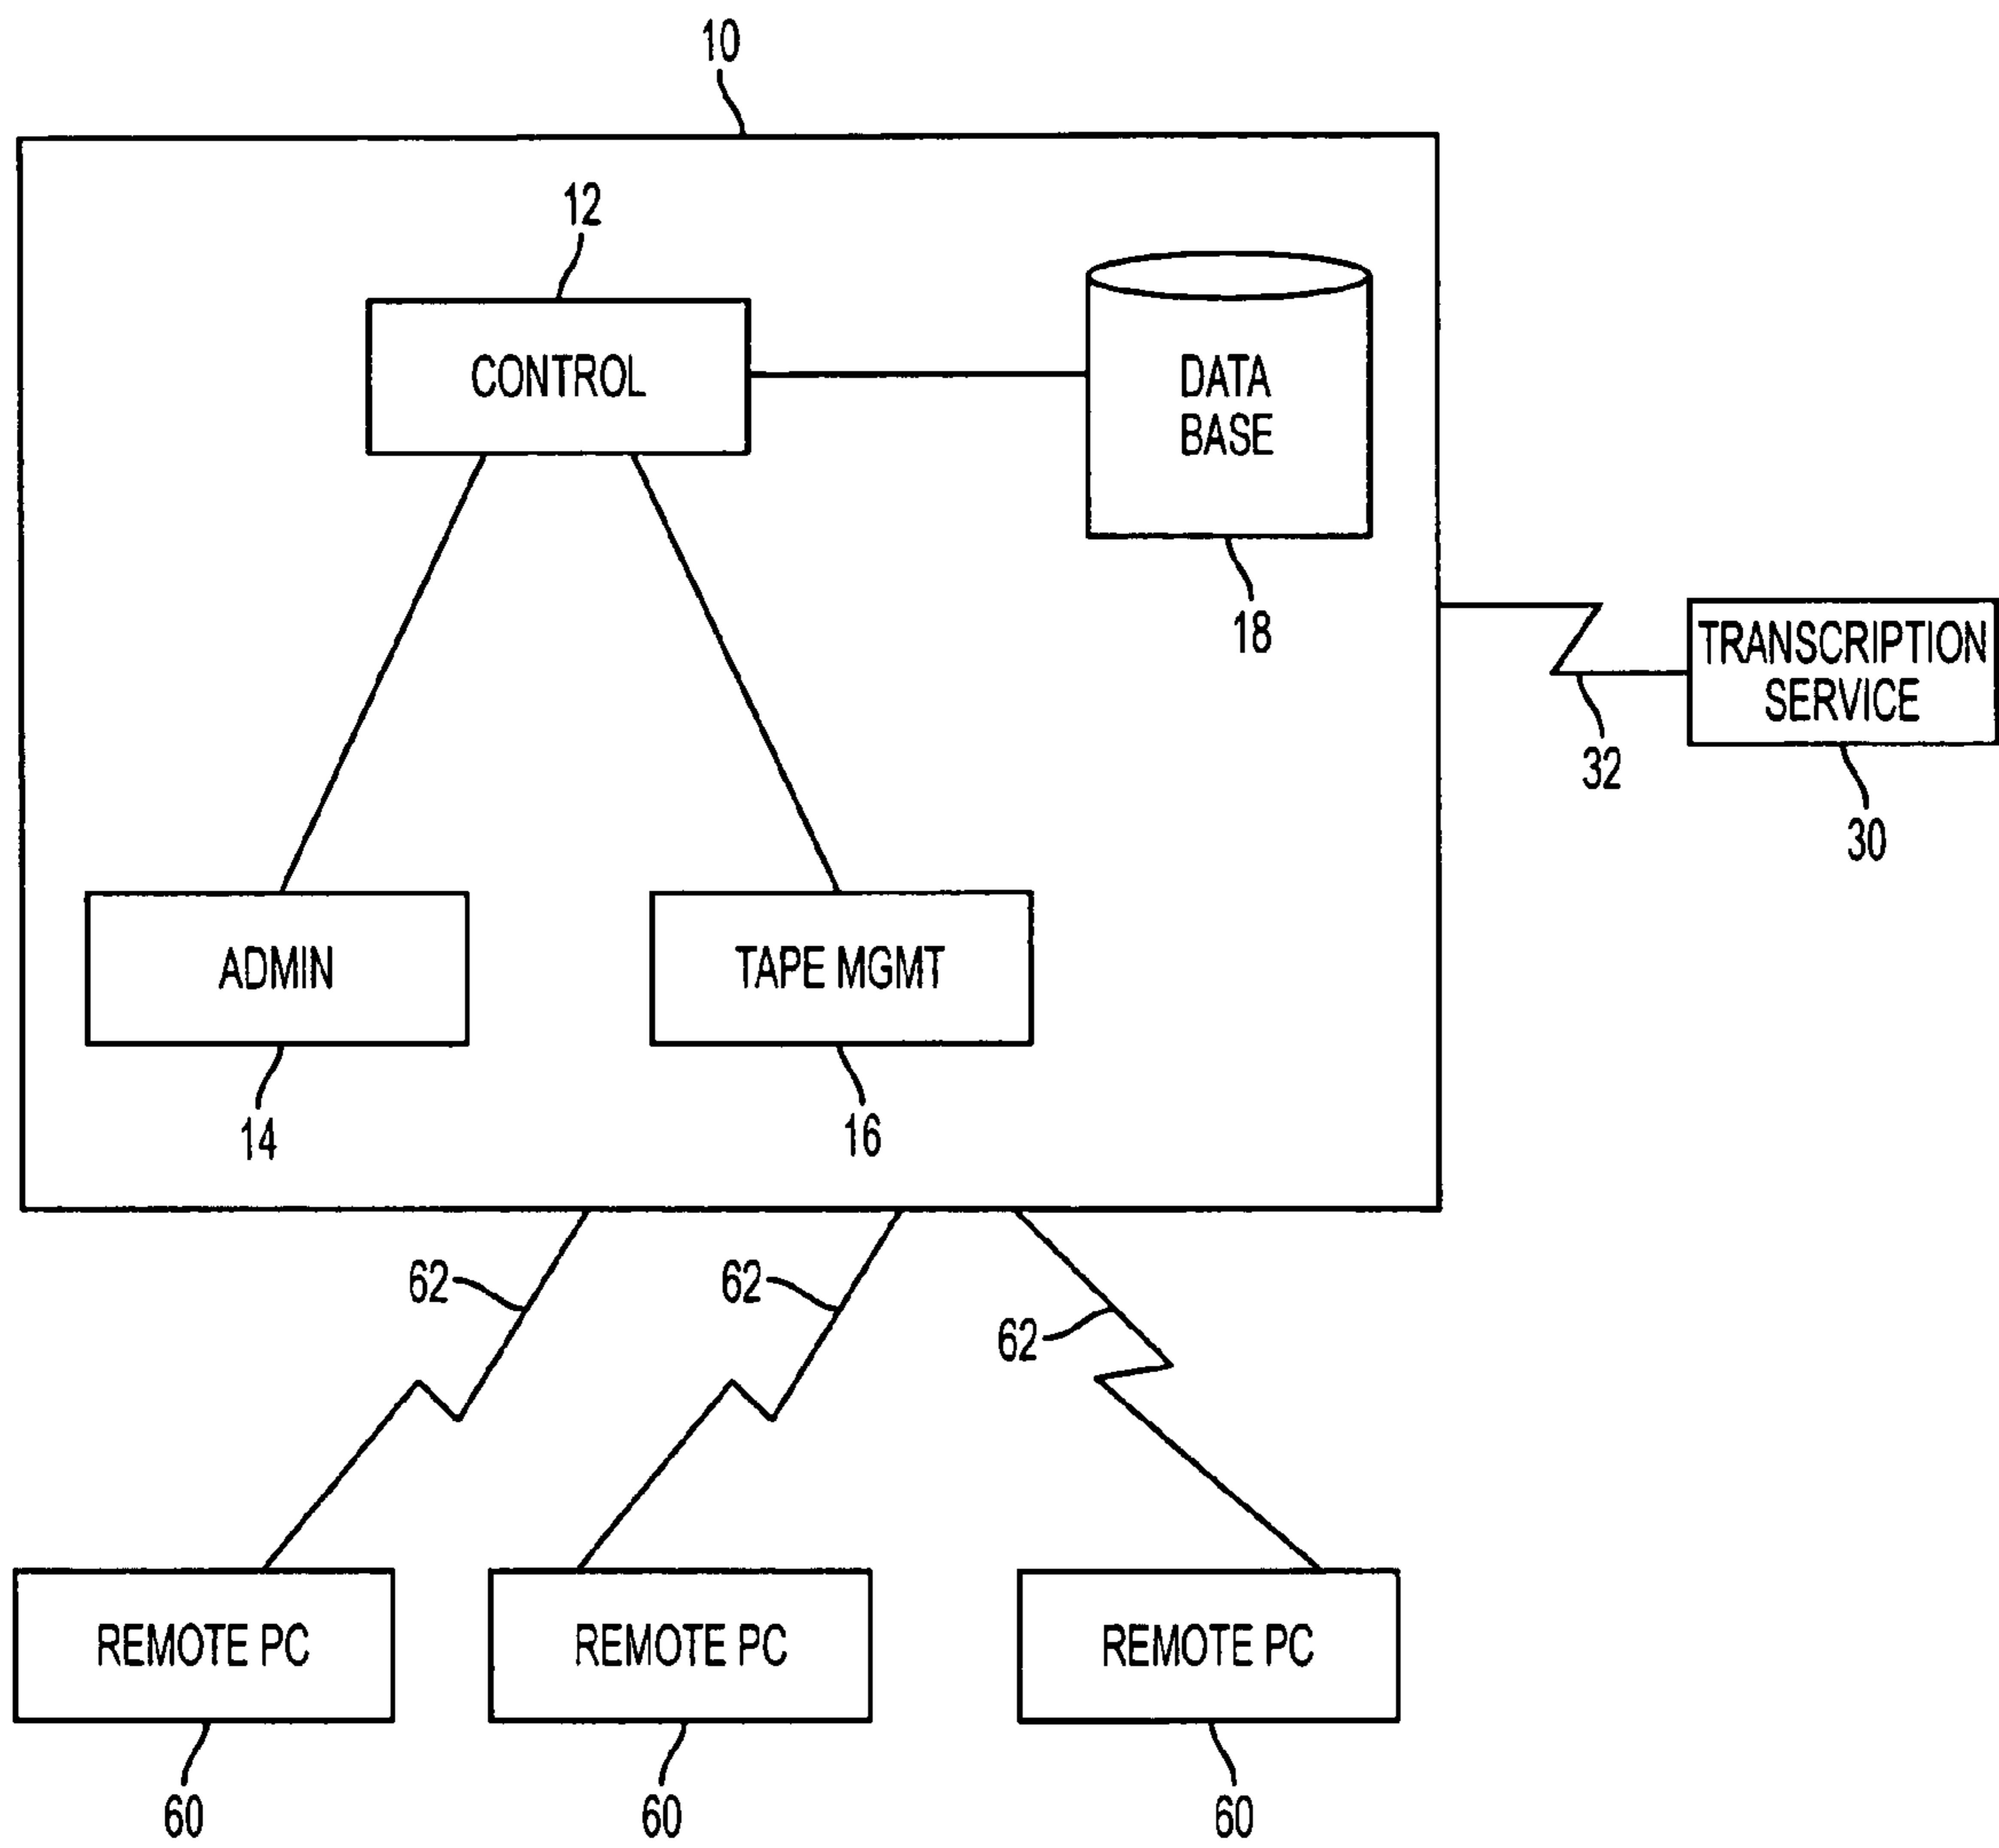 10
12
CONTROL
DATA
BASE
18
TRANSCRIPTION
SERVICE
32
30
ADMIN
TAPE MGMT
14
16
62
62
62
REMOTE PC
REMOTE PC
REMOTE PC
60
60
60